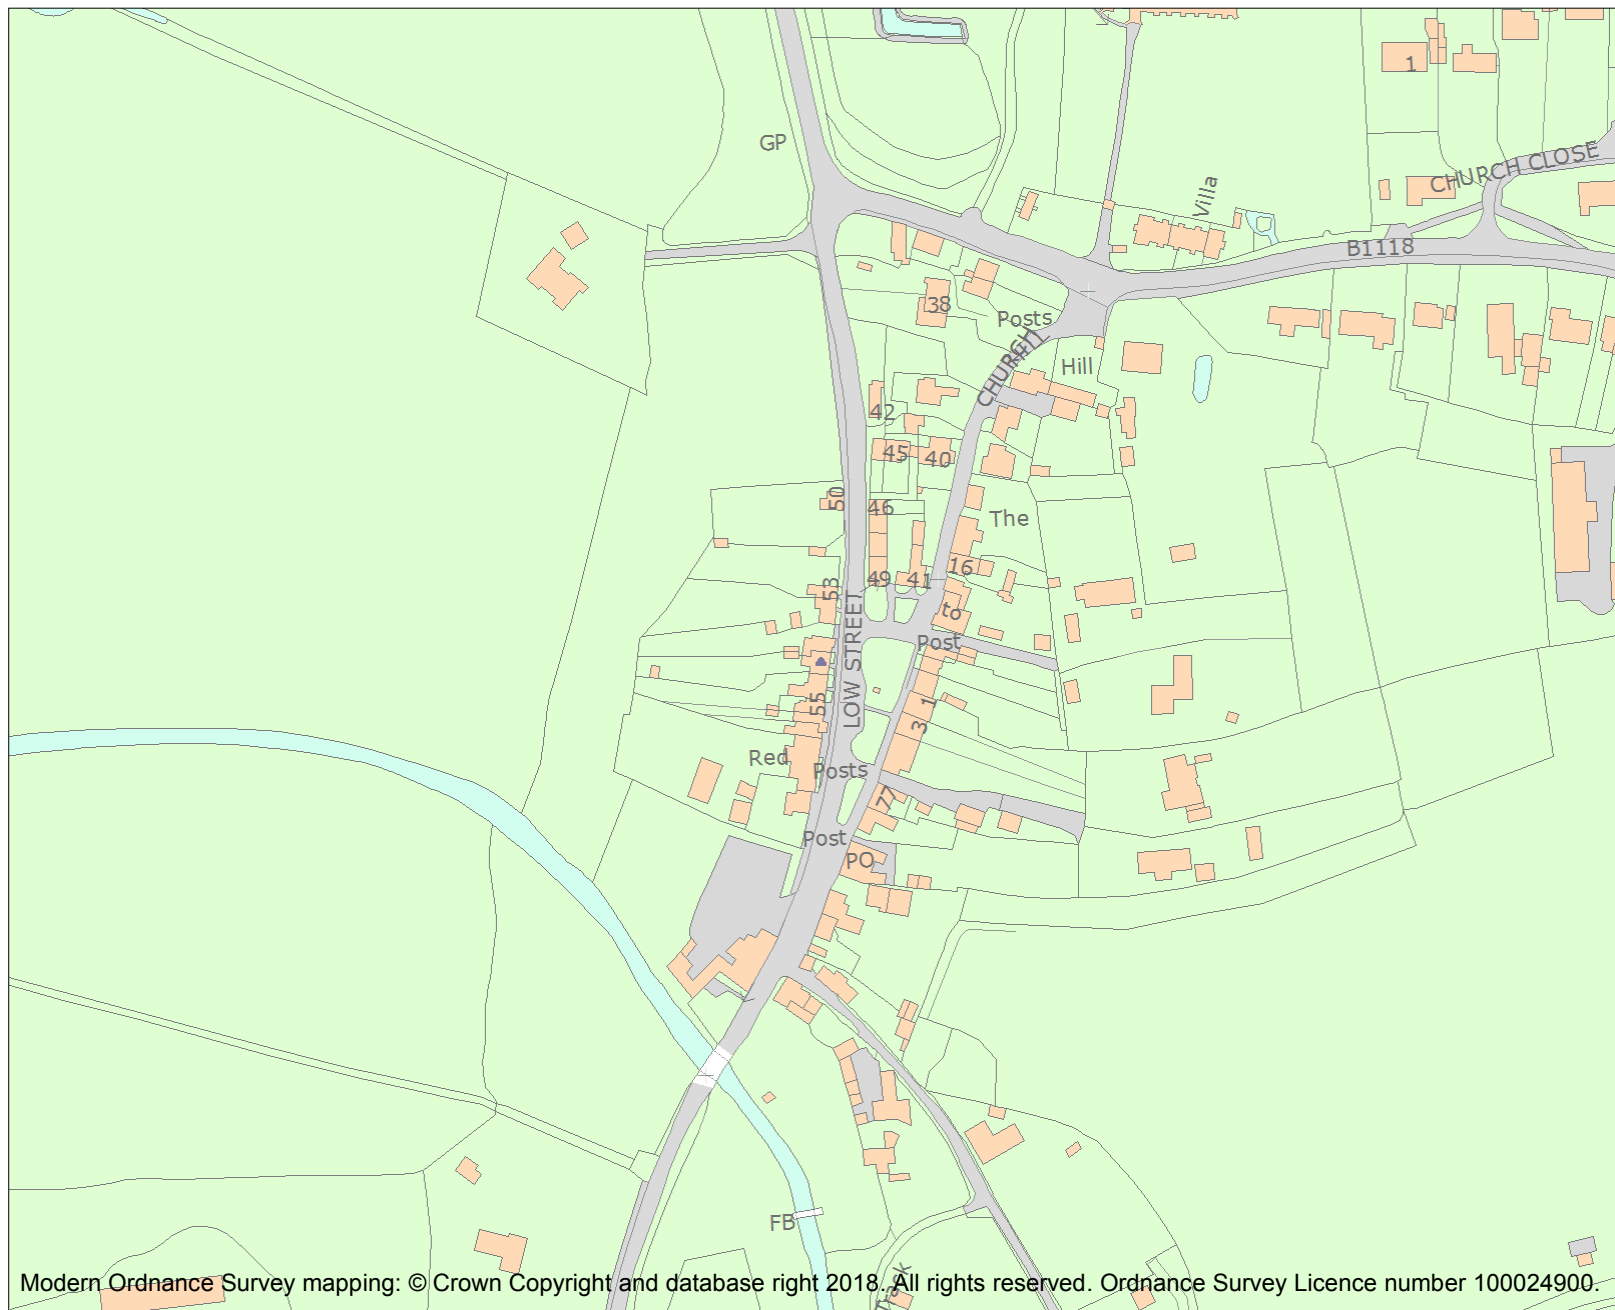 1
GP
CHURCH CLOSE
Villa
B1118
38
Posts
CHURCH
HILL
Hill
42
45
40
50
46
The
16
53
49
41
to
Post
LOW STREET
55
1
3
Red
Posts
77
Post
PO
FB
Track
Modern Ordnance Survey mapping: © Crown Copyright and database right 2018. All rights reserved. Ordnance Survey Licence number 100024900.